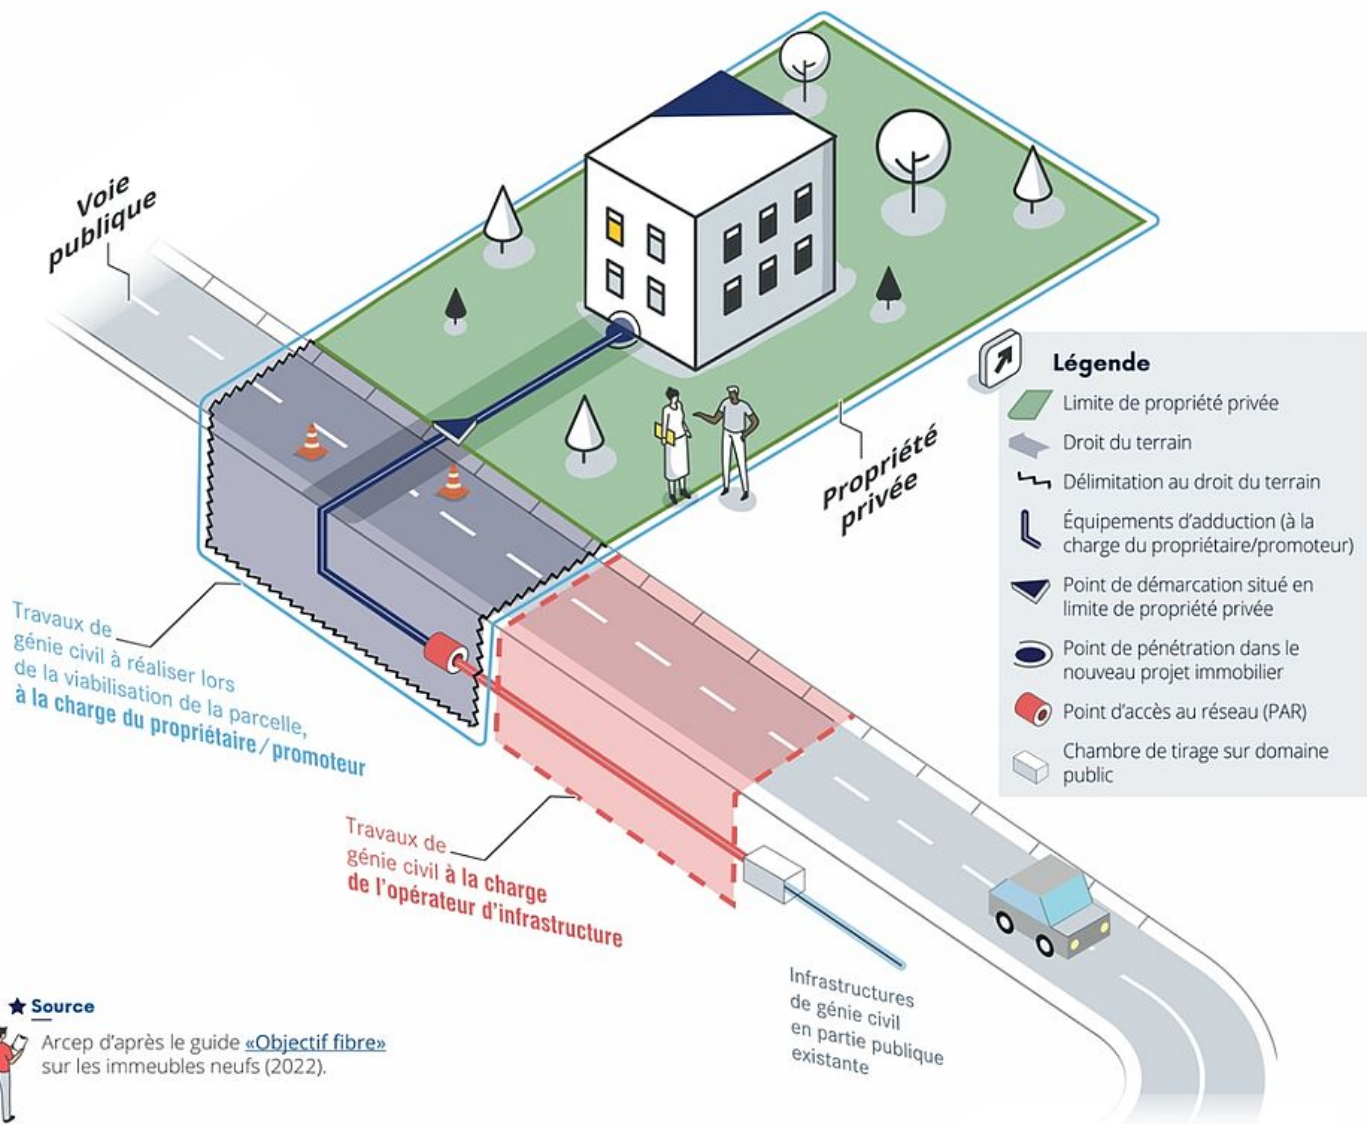 Voie
publique
Légende
Limite de propriété privée
Droit du terrain
Délimitation au droit du terrain
Équipements d'adduction (à la
charge du propriétaire/promoteur)
Point de démarcation situé en
limite de propriété privée
Point de pénétration dans le
nouveau projet immobilier
Point d'accès au réseau (PAR)
Chambre de tirage sur domaine
public
Propriété
privée
Travaux de
génie civil à réaliser lors
de la viabilisation de la parcelle,
à la charge du propriétaire/promoteur
Travaux de
génie civil à la charge
de l'opérateur d'infrastructure
Infrastructures
de génie civil
en partie publique
existante
Source
Arcep d'après le guide «Objectif fibre»
sur les immeubles neufs (2022).